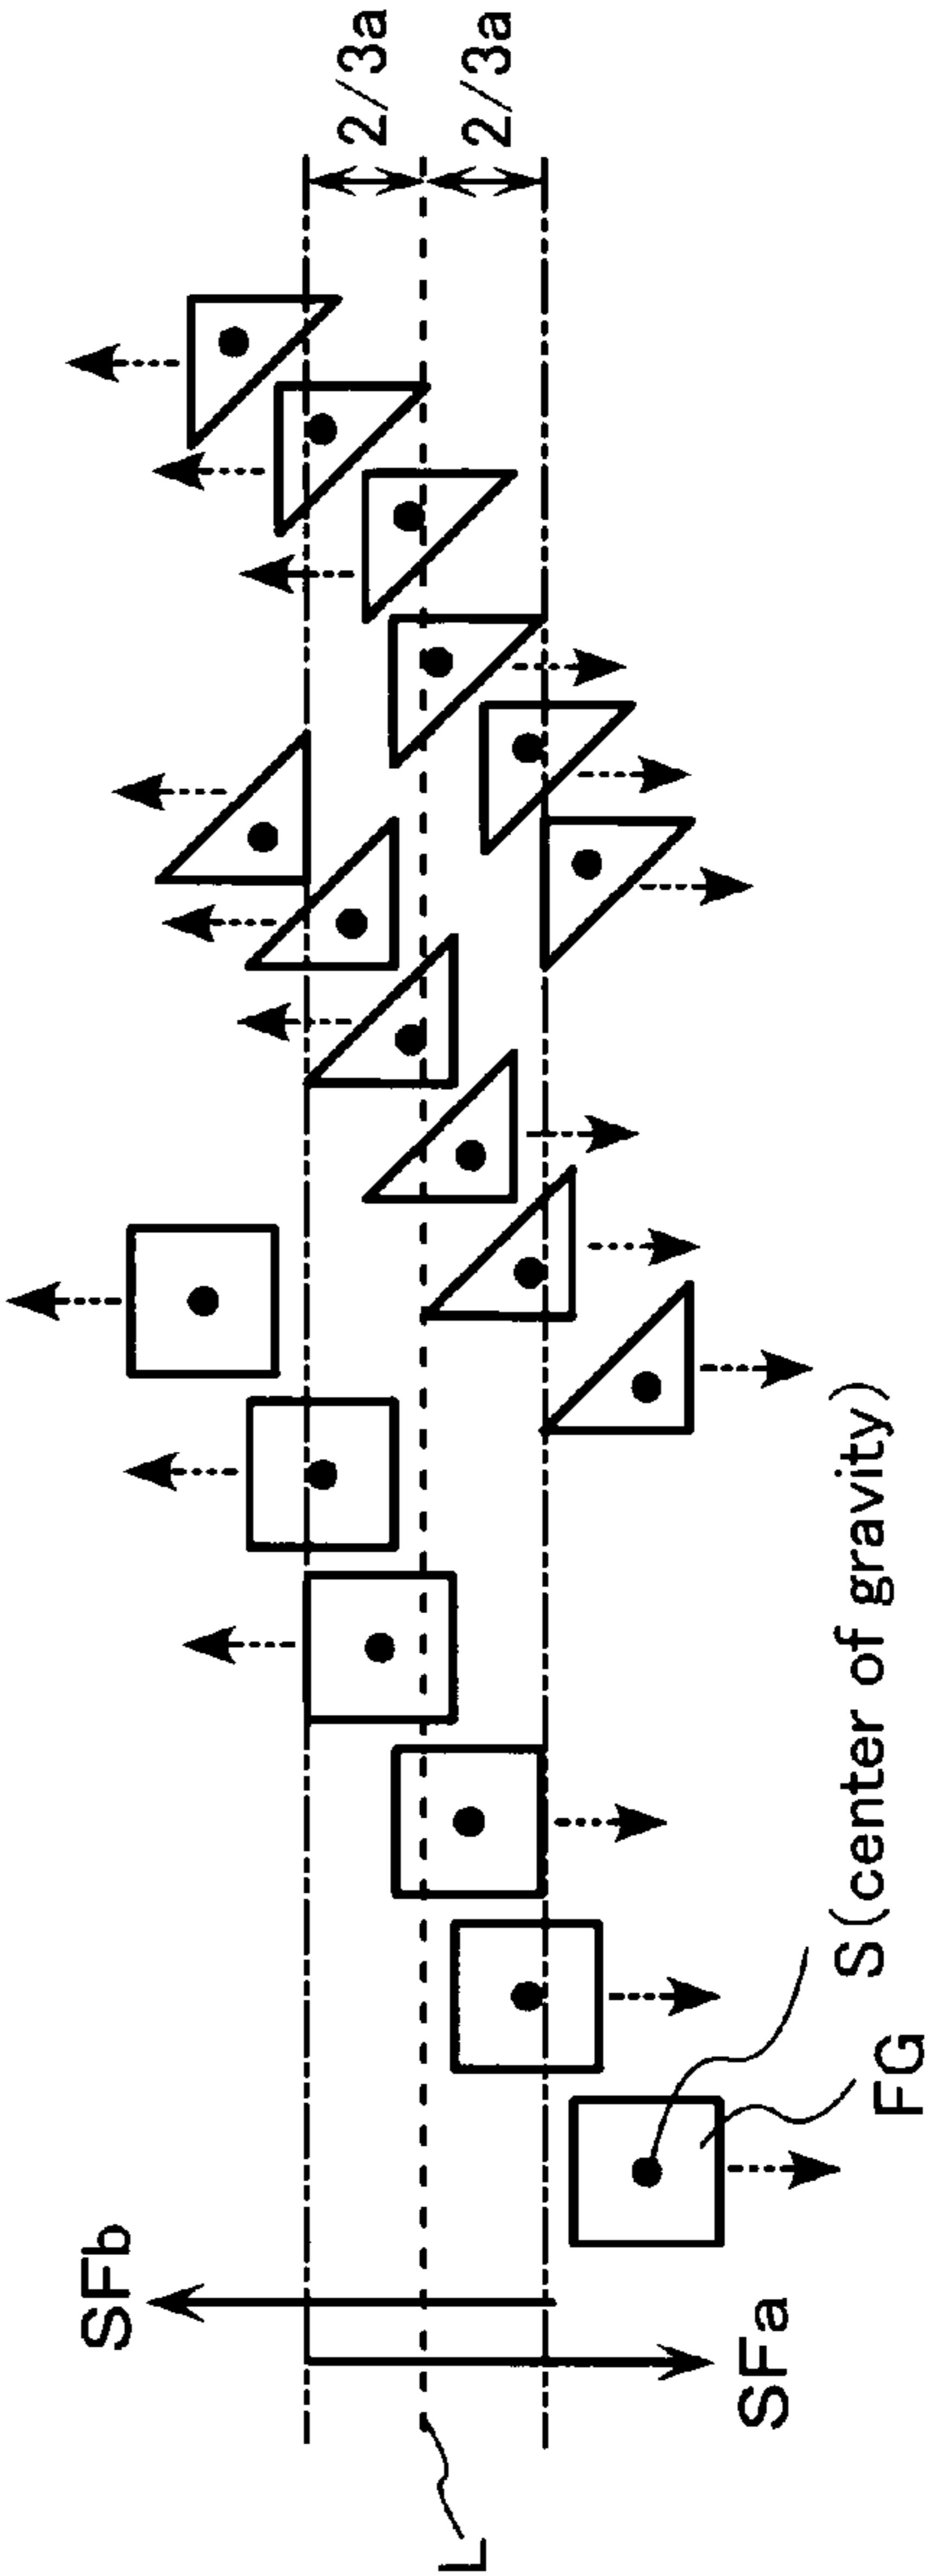 2/3a
2/3a
S(center of gravity)
FG
SFb
SFa
L